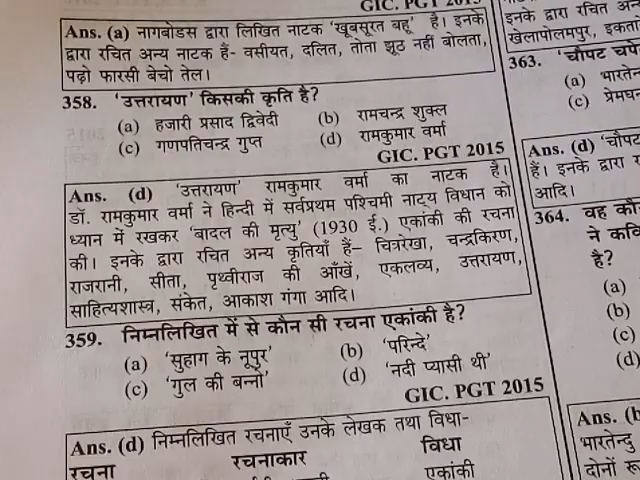 GIC. PGT 2015
Ans. (a) नागबोडस द्वारा लिखित नाटक 'खूबसूरत बहू' है। इनके
द्वारा रचित अन्य नाटक हैं- वसीयत, दलित, तोता झूठ नहीं बोलता,
पढ़ो फारसी बेचो तेल।
358. 'उत्तरायण' किसकी कृति है?
(a) हजारी प्रसाद द्विवेदी (b) रामचन्द्र शुक्ल
(c) गणपतिचन्द्र गुप्त (d) रामकुमार वर्मा
GIC. PGT 2015
Ans. (d) 'उत्तरायण' रामकुमार वर्मा का नाटक है।
डॉ. रामकुमार वर्मा ने हिन्दी में सर्वप्रथम पश्चिमी नाट्य विधान को
ध्यान में रखकर 'बादल की मृत्यु' (1930 ई.) एकांकी की रचना
की। इनके द्वारा रचित अन्य कृतियाँ हैं– चित्ररेखा, चन्द्रकिरण,
राजरानी, सीता, पृथ्वीराज की आँखें, एकलव्य, उत्तरायण,
साहित्यशास्त्र, संकेत, आकाश गंगा आदि।
359. निम्नलिखित में से कौन सी रचना एकांकी है?
(a) 'सुहाग के नूपुर' (b) 'परिन्दे'
(c) 'गुल की बन्नो' (d) 'नदी प्यासी थी'
GIC. PGT 2015
Ans. (d) निम्नलिखित रचनाएँ उनके लेखक तथा विधा-
रचना रचनाकार विधा
एकांकी
इनके द्वारा रचित
खेलापोलमपुर, इकता
363. 'चौपट चपे
(a) भारतेन
(c) प्रेमघन
Ans. (d) 'चौपट
हैं। इनके द्वारा र
आदि।
364. वह कौन
ने कवि
है?
(a)
(b)
(c)
(d)
Ans. (b
भारतेन्दु
दोनों रू